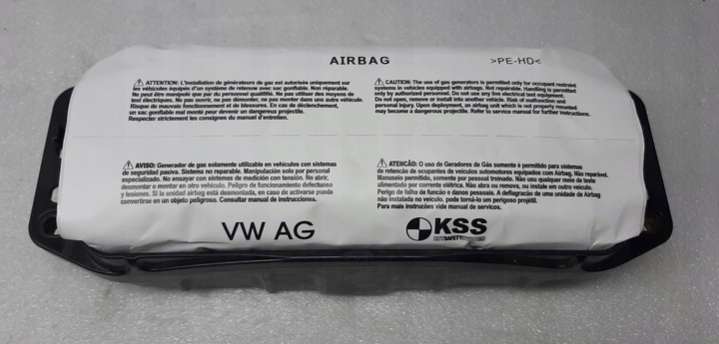 AIRBAG >PE-HD<
ATTENTION: L'installation de générateurs de gaz est autorisée uniquement sur
les véhicules équipés d'un système de retenue avec sac gonflable. Non réparable.
Ne peut être manipulé que par du personnel qualifié. Ne pas utiliser des moyens de
test électriques. Ne pas ouvrir, ne pas démonter, ne pas monter dans une autre véhicule.
Risque de mauvais fonctionnement et de blessures. En cas de déclenchement,
un sac gonflable mal monté peut devenir un dangereux projectile.
Respecter strictement les consignes du manuel d'entretien.
CAUTION: The use of gas generators is permitted only for occupant restraint
systems in vehicles equipped with airbags. Not repairable. Handling is permitted
only by authorized personnel. Do not use any live electrical test equipment.
Do not open, remove or install into another vehicle. Risk of malfunction and
personal injury. Upon deployment, an airbag unit which is not properly mounted
may become a dangerous projectile. Refer to service manual for further instructions.
AVISO: Generador de gas solamente utilizable en vehículos con sistemas
de seguridad pasiva. Sistema no reparable. Manipulación solo por personal
especializado. No ensayar con sistemas de medición con tensión. No abrir,
desmontar o montar en otro vehículo. Peligro de funcionamiento defectuoso
y lesiones. Si la unidad airbag está desmontada, en caso de activarse puede
convertirse en un objeto peligroso. Consultar manual de instrucciones.
ATENCÃO: O uso de Geradores de Gás somente é permitido para sistemas
de retencão de ocupantes de veículos automotores equipados com Airbag. Não reparável.
Manuseio permitido, somente por pessoal treinado. Não usa qualquer meio de teste
alimentado por corrente elétrica. Não abra ou remova, ou instale em outro veículo.
Perigo de falha de funcão e danos pessoais. A deflagracão de uma unidade de Airbag
não instalada no veículo, pode torná-lo um perigoso projétil.
Para mais instrucões vide manual de servicos.
VW AG
KSS